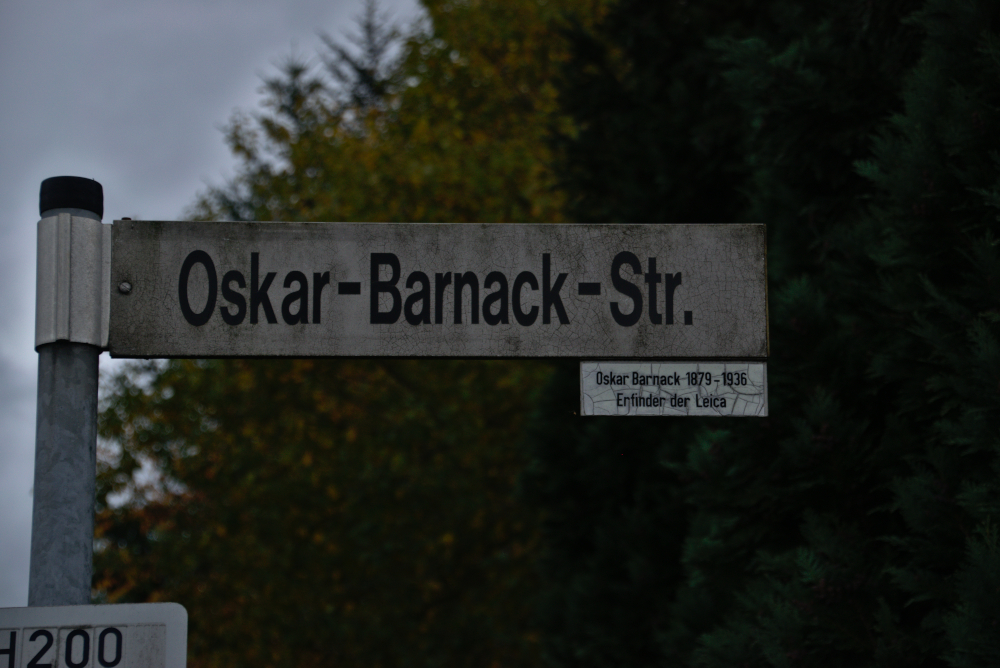 Oskar-Barnack-Str.
Oskar Barnack 1879-1936
Erfinder der Leica
H200